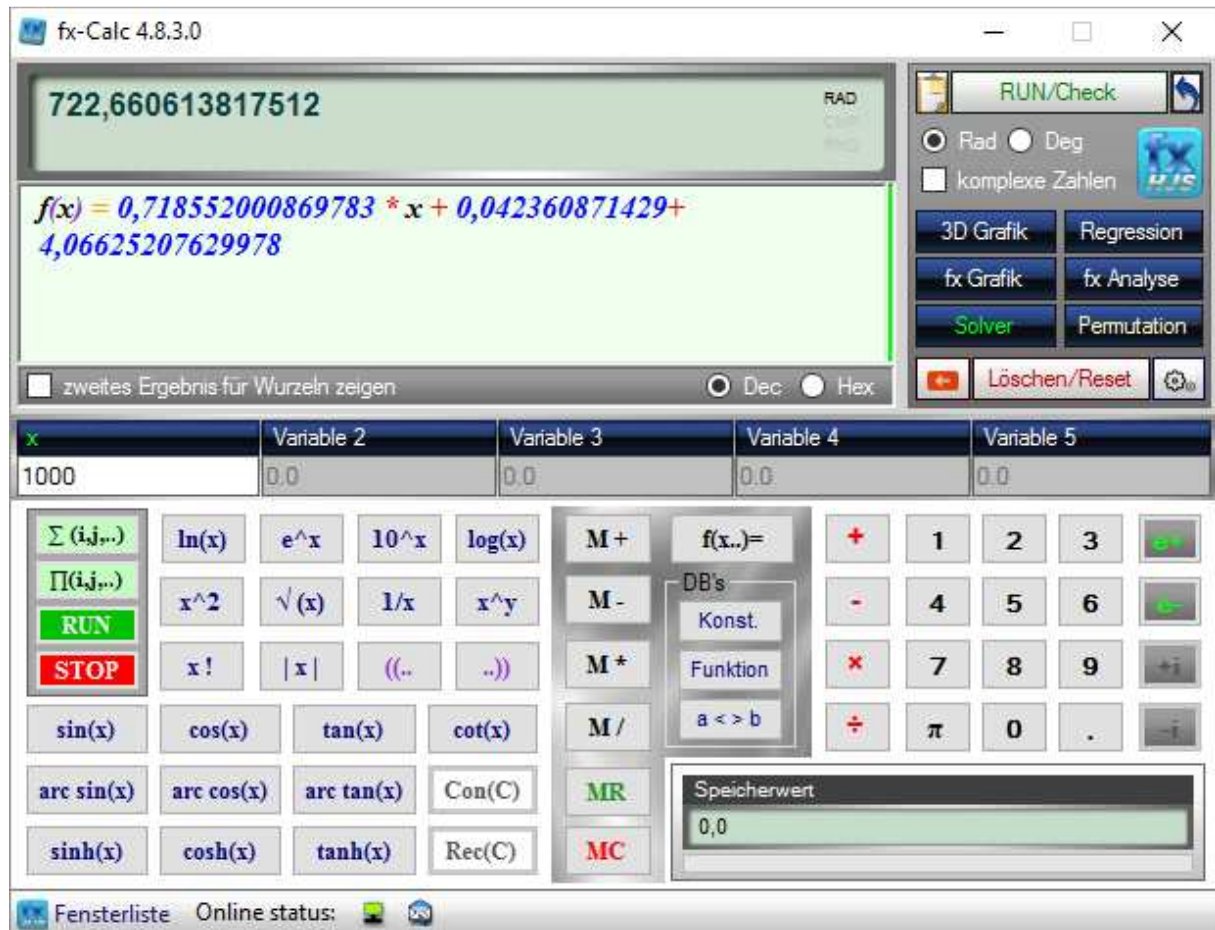 fx-Calc 4.8.3.0
722,660613817512
RAD
RUN/Check
Rad Deg
komplexe Zahlen
fx
HJS
f(x) = 0,718552000869783 * x + 0,042360871429+
4,06625207629978
3D Grafik Regression
fx Grafik fx Analyse
Solver Permutation
zweites Ergebnis für Wurzeln zeigen Dec Hex
Löschen/Reset
x Variable 2 Variable 3 Variable 4 Variable 5
1000 0.0 0.0 0.0 0.0
∑ (i,j,..) ln(x) e^x 10^x log(x) M + f(x..)= + 1 2 3 e+
∏(i,j,..)
RUN
x^2 √ (x) 1/x x^y M - DB's
Konst. - 4 5 6 e-
STOP x ! | x | ((.. ..)) M * Funktion × 7 8 9 +i
sin(x) cos(x) tan(x) cot(x) M / a < > b ÷ π 0 . -i
arc sin(x) arc cos(x) arc tan(x) Con(C) MR Speicherwert
0,0
sinh(x) cosh(x) tanh(x) Rec(C) MC
Fensterliste Online status: